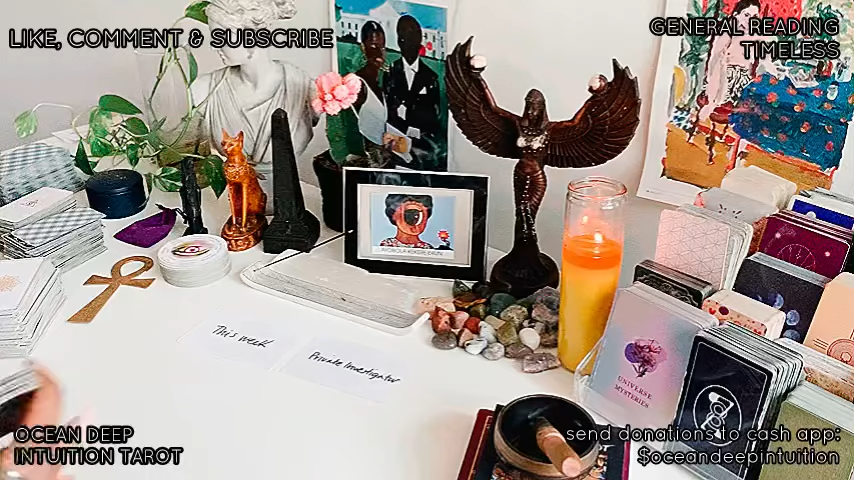 LIKE, COMMENT & SUBSCRIBE
GENERAL READING
TIMELESS
This week
Private Investigator
UNIVERSE
MYSTERIES
OCEAN DEEP
INTUITION TAROT
send donations to cash app:
$oceandeepintuition